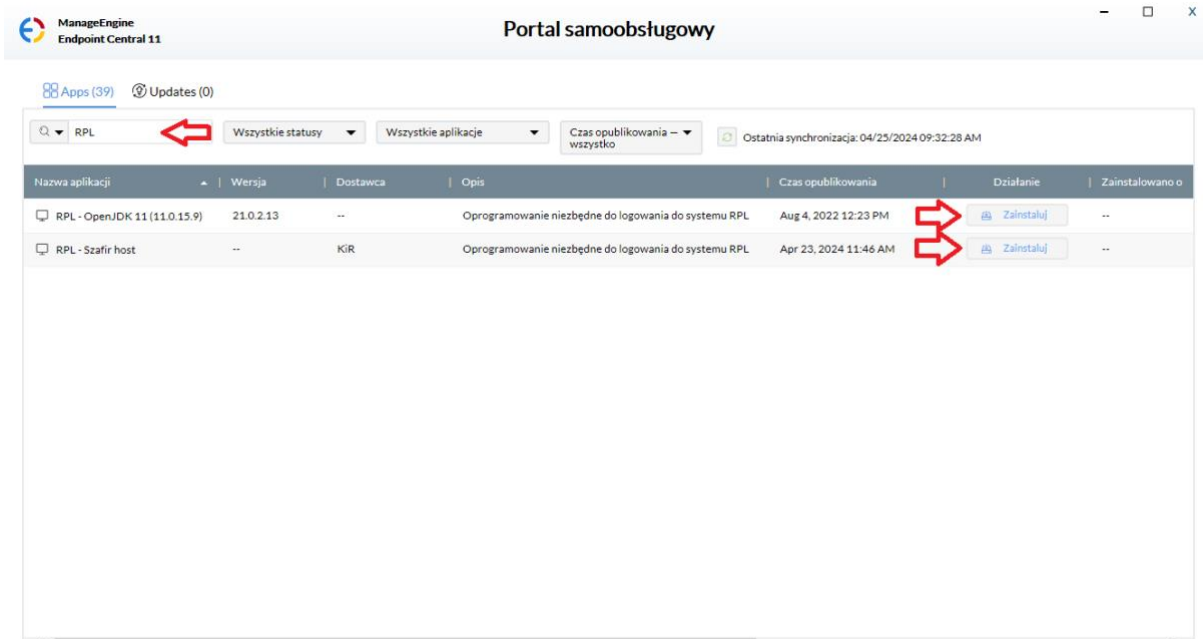 ManageEngine
Endpoint Central 11
Portal samoobsługowy
Apps (39) Updates (0)
RPL Wszystkie statusy Wszystkie aplikacje Czas opublikowania — wszystko Ostatnia synchronizacja: 04/25/2024 09:32:28 AM
Nazwa aplikacji Wersja Dostawca Opis Czas opublikowania Działanie Zainstalowano o
RPL - OpenJDK 11 (11.0.15.9) 21.0.2.13 -- Oprogramowanie niezbędne do logowania do systemu RPL Aug 4, 2022 12:23 PM Zainstaluj --
RPL - Szafir host -- KiR Oprogramowanie niezbędne do logowania do systemu RPL Apr 23, 2024 11:46 AM Zainstaluj --